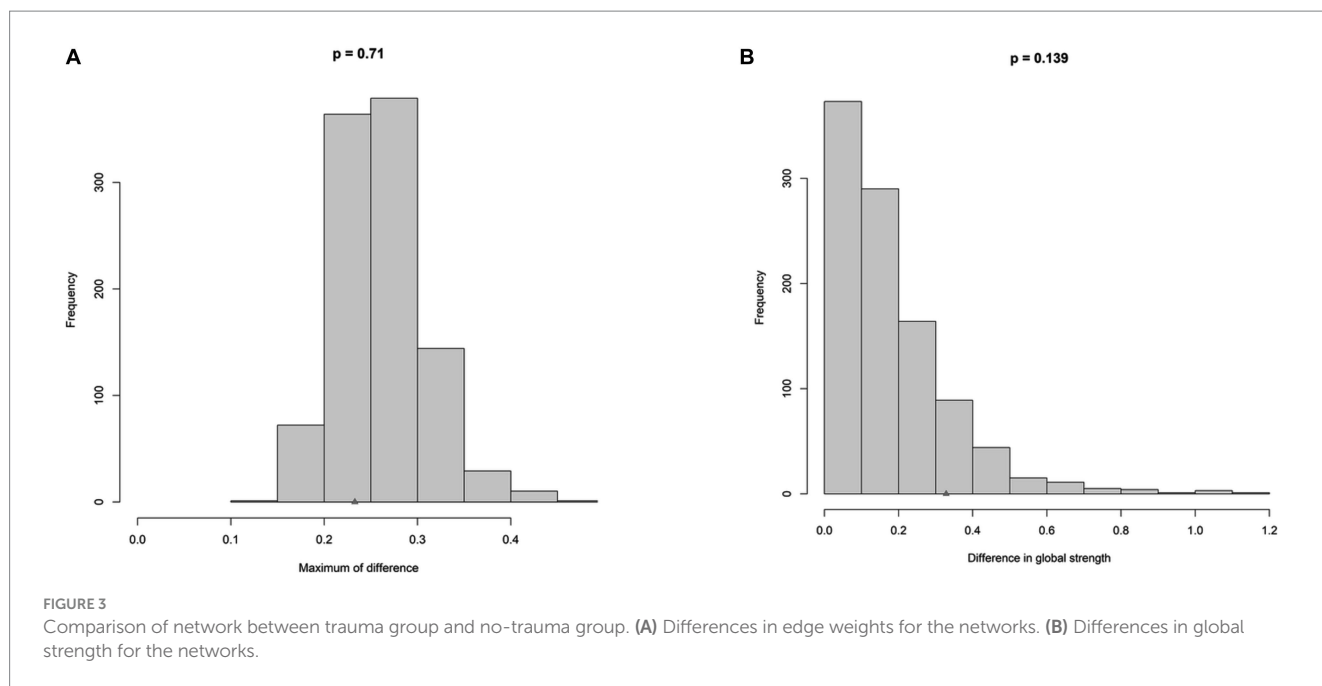 A
p = 0.71
300
200
100
0
Frequency
0.0 0.1 0.2 0.3 0.4
Maximum of difference
B
p = 0.139
300
200
100
0
Frequency
0.0 0.2 0.4 0.6 0.8 1.0 1.2
Difference in global strength
FIGURE 3
Comparison of network between trauma group and no-trauma group. (A) Differences in edge weights for the networks. (B) Differences in global
strength for the networks.